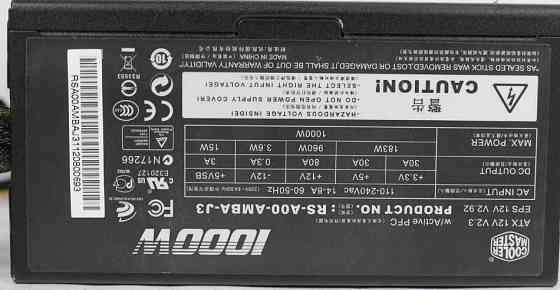 COOLER MASTER
1000W
ATX 12V V2.3
EPS 12V V2.92
w/Active PFC
PRODUCT NO. : RS-A00-AMBA-J3
AC INPUT 110-240Vac 14-8A 60-50Hz
DC OUTPUT +3.3V +5V +12V -12V +5VSB
30A 30A 80A 0.3A 3A
MAX. POWER 183W 960W 3.6W 15W
1000W
E320127
N17266
警告
CAUTION!
-HAZARDOUS VOLTAGE INSIDE!
-DO NOT OPEN POWER SUPPLY COVER!
-SELECT THE RIGHT INPUT VOLTAGE!
RSA00AMBAJ31120800693
10
*AS SEALED STICK WAS REMOVED, LOST OR DAMAGED, IT SHALL BE OUT OF WARRANTY VALIDITY*
MADE IN CHINA